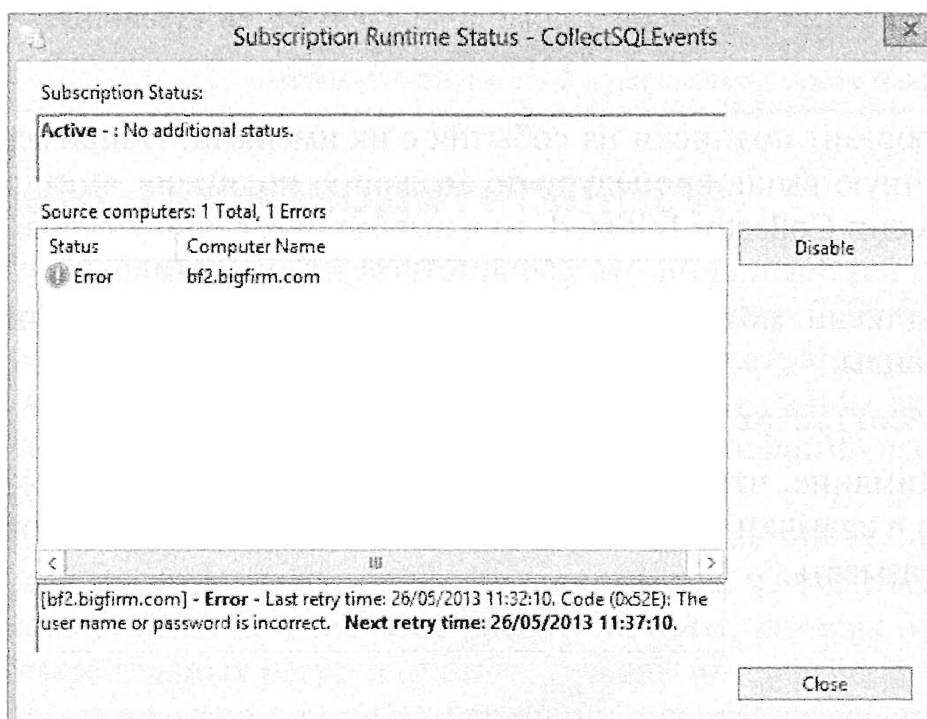 Subscription Runtime Status - CollectSQLEvents
Subscription Status:
Active - : No additional status.
Source computers: 1 Total, 1 Errors
Status Computer Name
Error bf2.bigfirm.com
Disable
[bf2.bigfirm.com] - Error - Last retry time: 26/05/2013 11:32:10. Code (0x52E): The
user name or password is incorrect. Next retry time: 26/05/2013 11:37:10.
Close